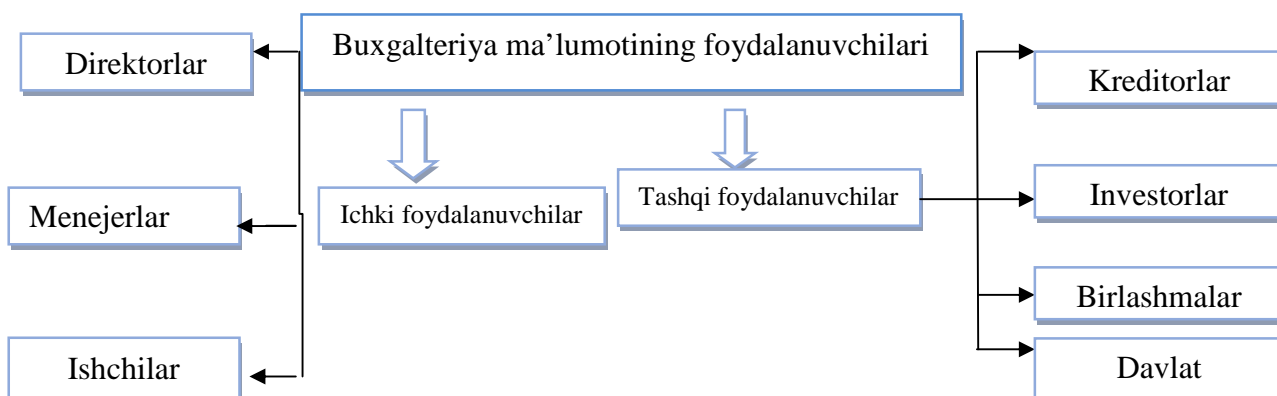 Buxgalteriya ma’lumotining foydalanuvchilari
Direktorlar
Kreditorlar
Menejerlar
Ichki foydalanuvchilar
Tashqi foydalanuvchilar
Investorlar
Birlashmalar
Ishchilar
Davlat